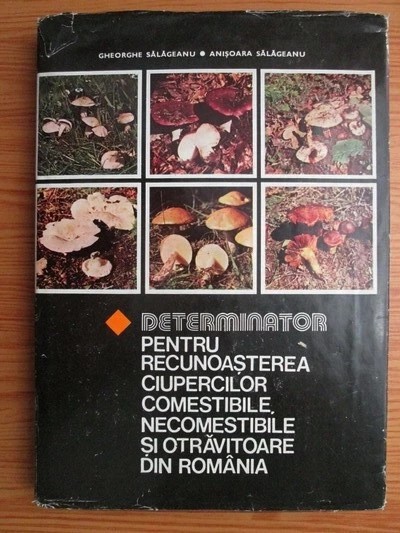 GHEORGHE SĂLĂGEANU • ANIȘOARA SĂLĂGEANU
DETERMINATOR
PENTRU
RECUNOAȘTEREA
CIUPERCILOR
COMESTIBILE,
NECOMESTIBILE
ȘI OTRĂVITOARE
DIN ROMÂNIA